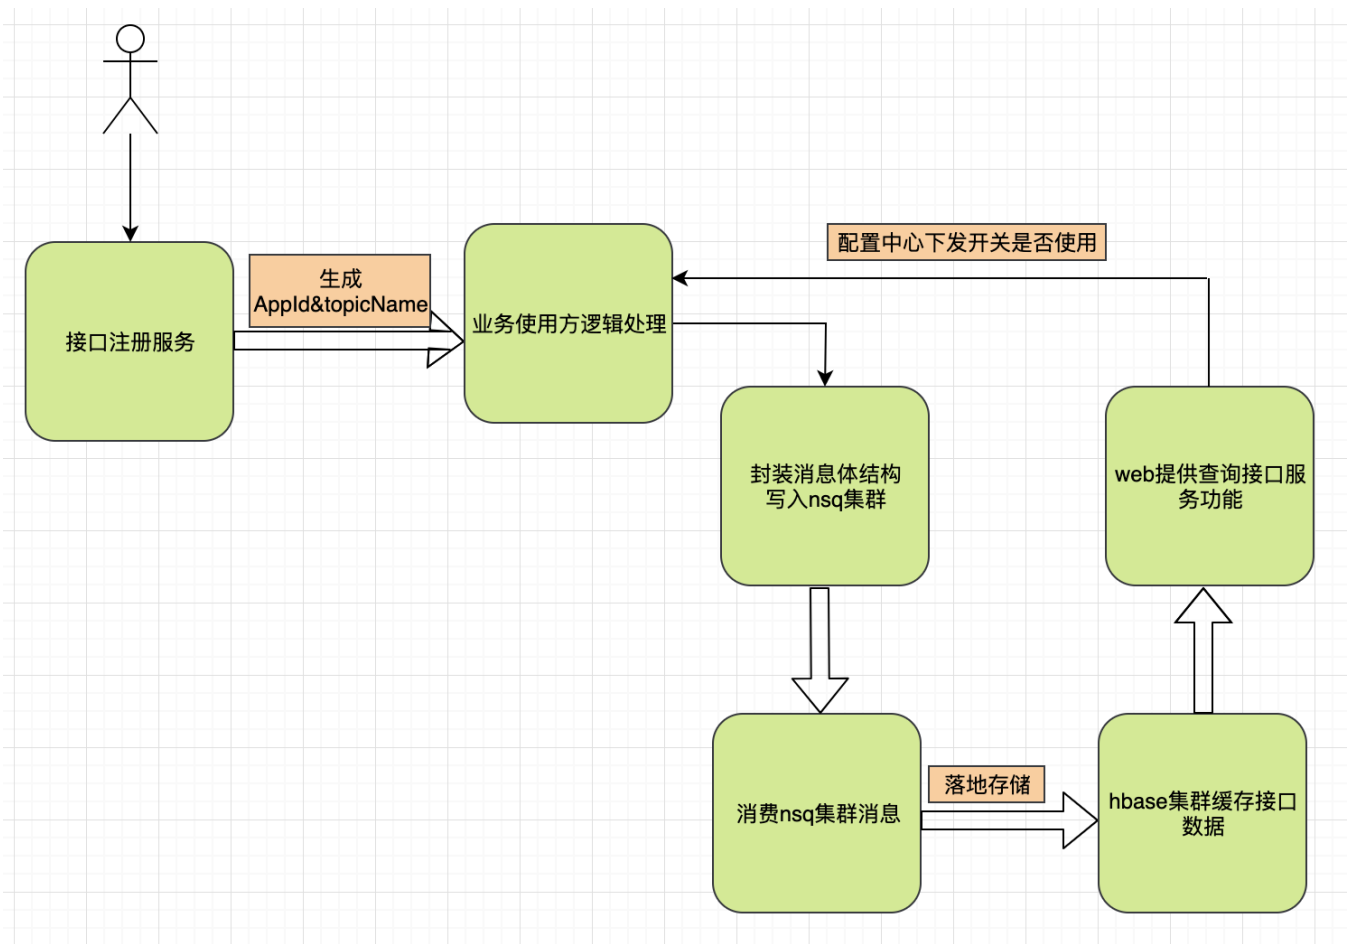 生成
AppId&topicName
接口注册服务
业务使用方逻辑处理
配置中心下发开关是否使用
封装消息体结构
写入nsq集群
web提供查询接口服
务功能
消费nsq集群消息
落地存储
hbase集群缓存接口
数据